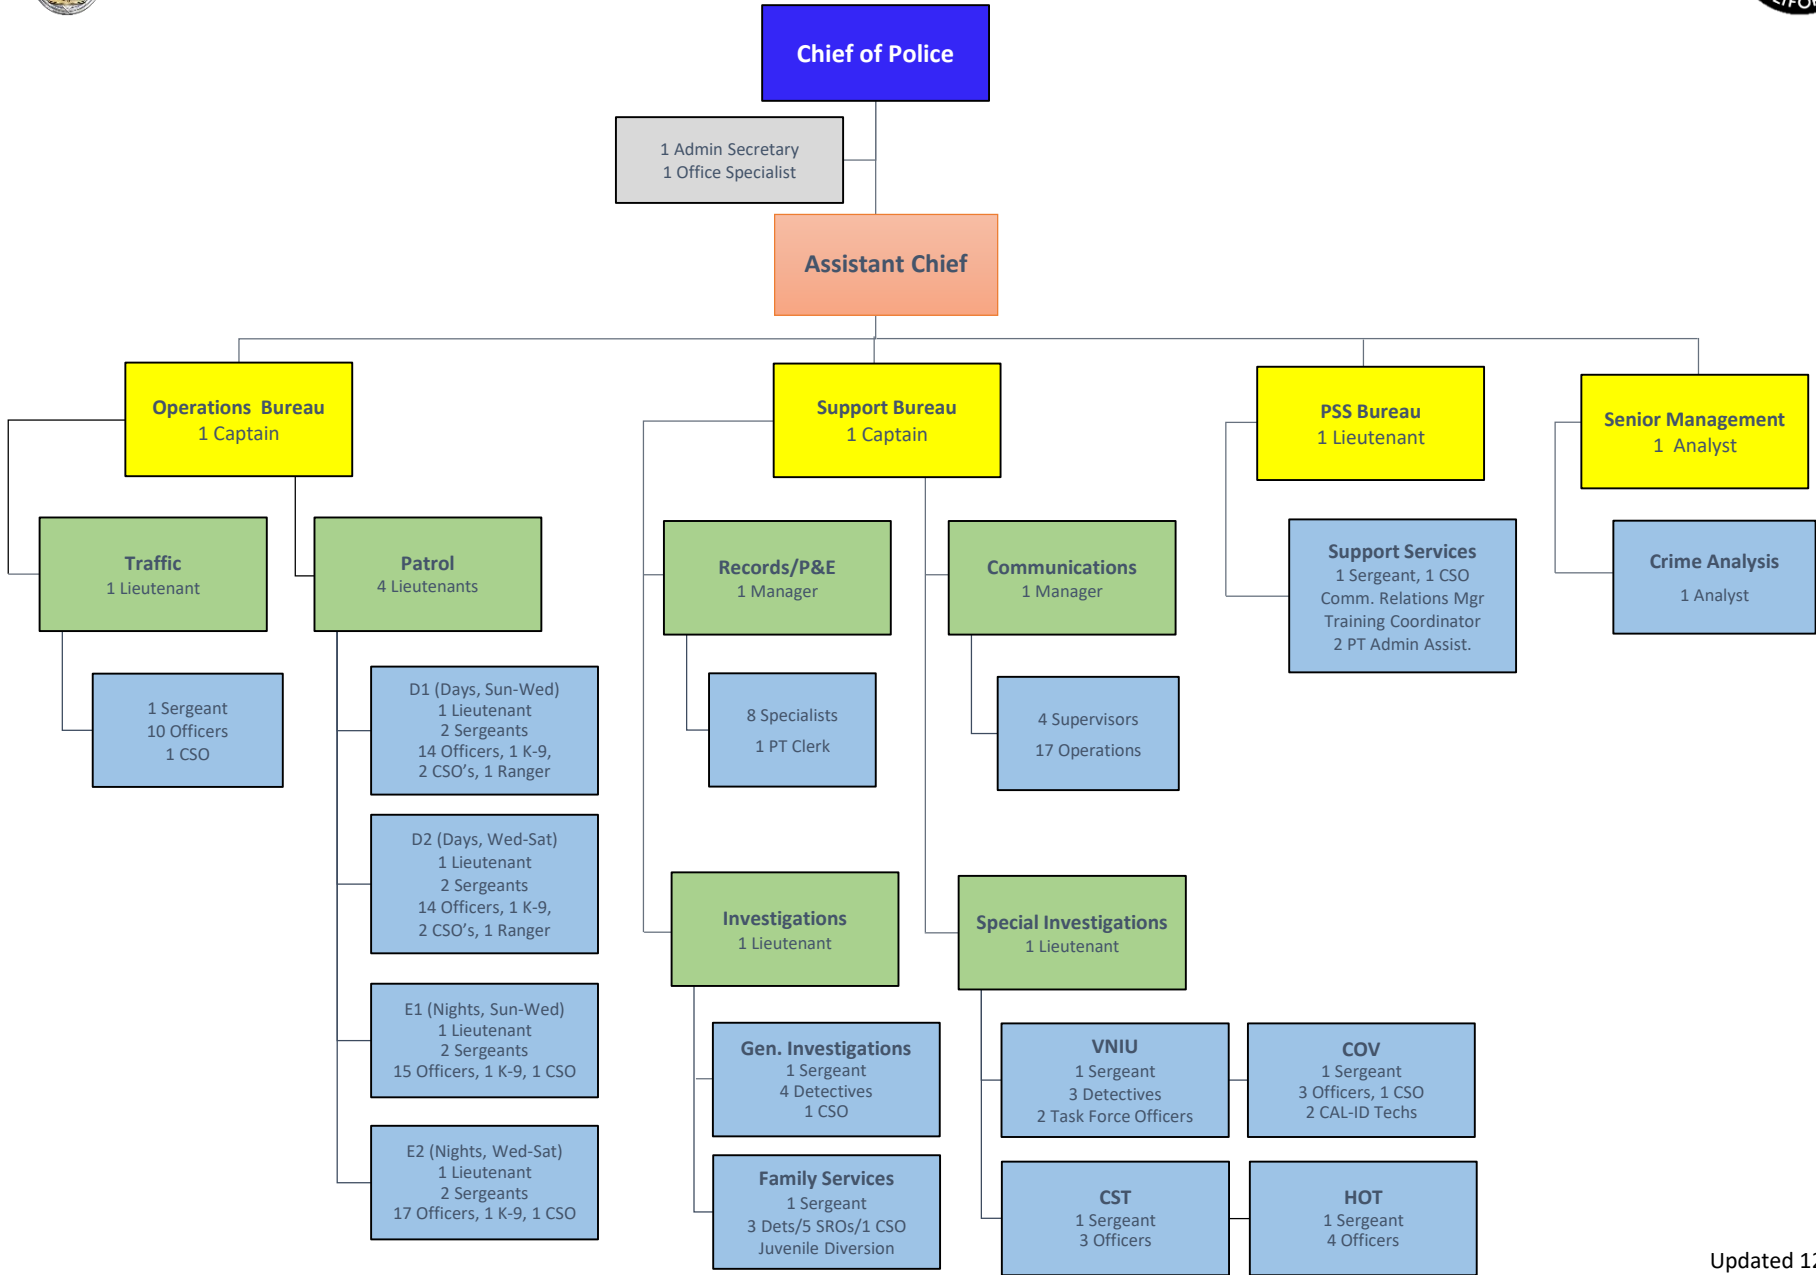 Chief of Police
1 Admin Secretary
1 Office Specialist
Assistant Chief
Operations Bureau
1 Captain
Support Bureau
1 Captain
PSS Bureau
1 Lieutenant
Senior Management
1 Analyst
Traffic
1 Lieutenant
Patrol
4 Lieutenants
Records/P&E
1 Manager
Communications
1 Manager
Support Services
1 Sergeant, 1 CSO
Comm. Relations Mgr
Training Coordinator
2 PT Admin Assist.
Crime Analysis
1 Analyst
1 Sergeant
10 Officers
1 CSO
D1 (Days, Sun-Wed)
1 Lieutenant
2 Sergeants
14 Officers, 1 K-9,
2 CSO’s, 1 Ranger
8 Specialists
1 PT Clerk
4 Supervisors
17 Operations
D2 (Days, Wed-Sat)
1 Lieutenant
2 Sergeants
14 Officers, 1 K-9,
2 CSO’s, 1 Ranger
Investigations
1 Lieutenant
Special Investigations
1 Lieutenant
E1 (Nights, Sun-Wed)
1 Lieutenant
2 Sergeants
15 Officers, 1 K-9, 1 CSO
Gen. Investigations
1 Sergeant
4 Detectives
1 CSO
VNIU
1 Sergeant
3 Detectives
2 Task Force Officers
COV
1 Sergeant
3 Officers, 1 CSO
2 CAL-ID Techs
E2 (Nights, Wed-Sat)
1 Lieutenant
2 Sergeants
17 Officers, 1 K-9, 1 CSO
Family Services
1 Sergeant
3 Dets/5 SROs/1 CSO
Juvenile Diversion
CST
1 Sergeant
3 Officers
HOT
1 Sergeant
4 Officers
Updated 12